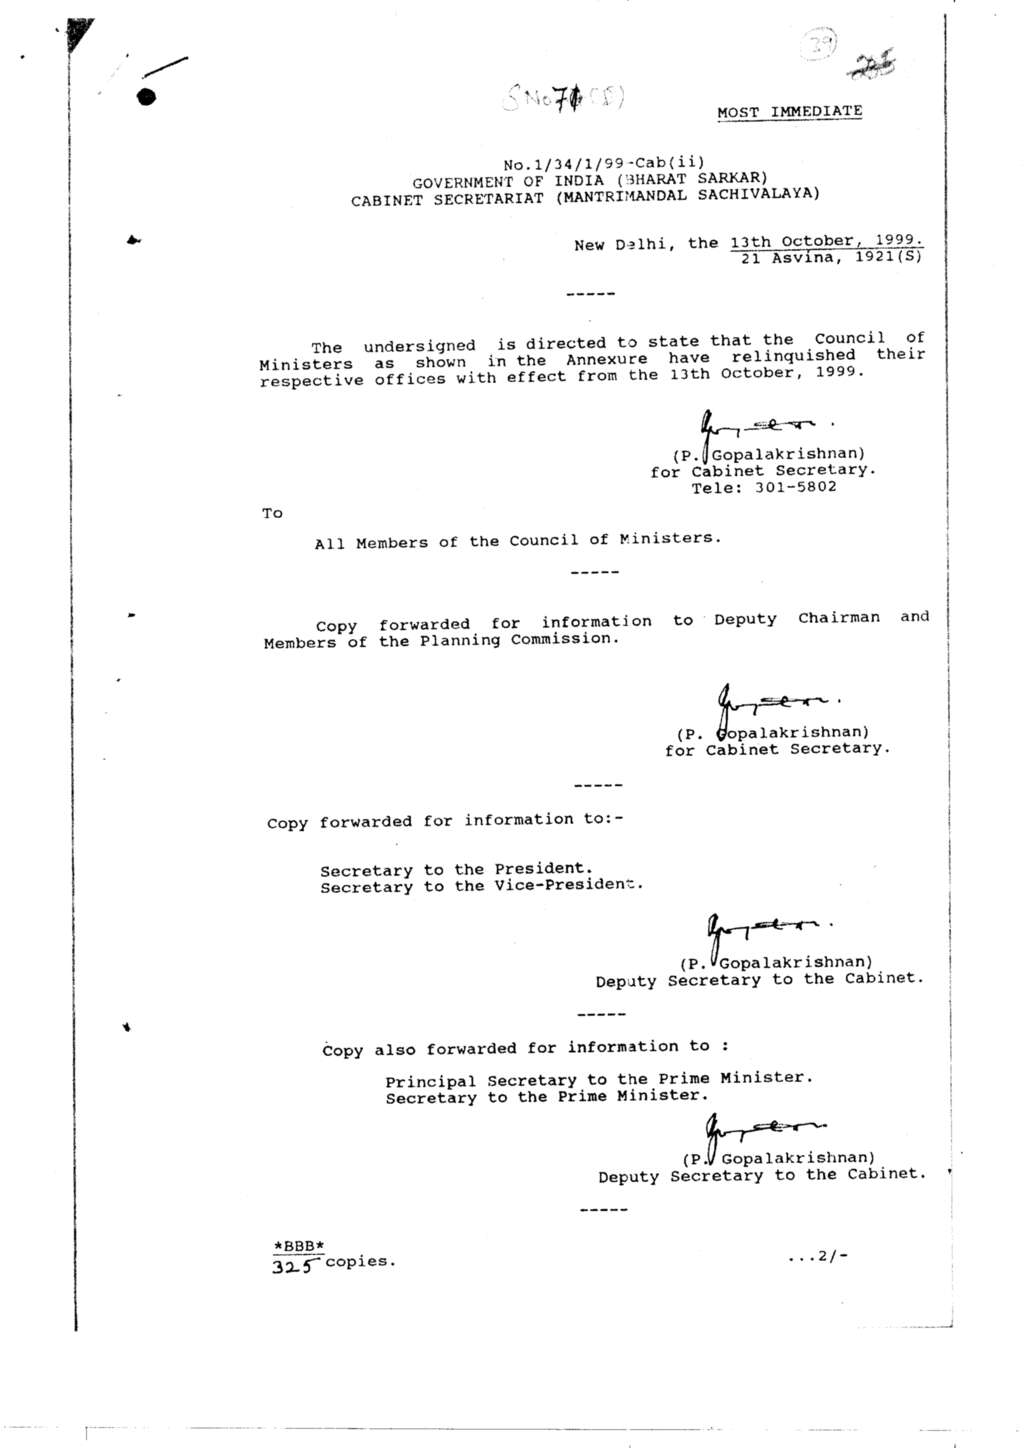 29
S No 71 (S)
MOST IMMEDIATE
No.1/34/1/99-Cab(ii)
GOVERNMENT OF INDIA (BHARAT SARKAR)
CABINET SECRETARIAT (MANTRIMANDAL SACHIVALAYA)
New Delhi, the 13th October, 1999.
21 Asvina, 1921(S)
-----
The undersigned is directed to state that the Council of
Ministers as shown in the Annexure have relinquished their
respective offices with effect from the 13th October, 1999.
(P. Gopalakrishnan)
for Cabinet Secretary.
Tele: 301-5802
To
All Members of the Council of Ministers.
-----
Copy forwarded for information to Deputy Chairman and
Members of the Planning Commission.
(P. Gopalakrishnan)
for Cabinet Secretary.
-----
Copy forwarded for information to:-
Secretary to the President.
Secretary to the Vice-President.
(P. Gopalakrishnan)
Deputy Secretary to the Cabinet.
-----
Copy also forwarded for information to :
Principal Secretary to the Prime Minister.
Secretary to the Prime Minister.
(P. Gopalakrishnan)
Deputy Secretary to the Cabinet.
-----
*BBB*
325 copies.
...2/-